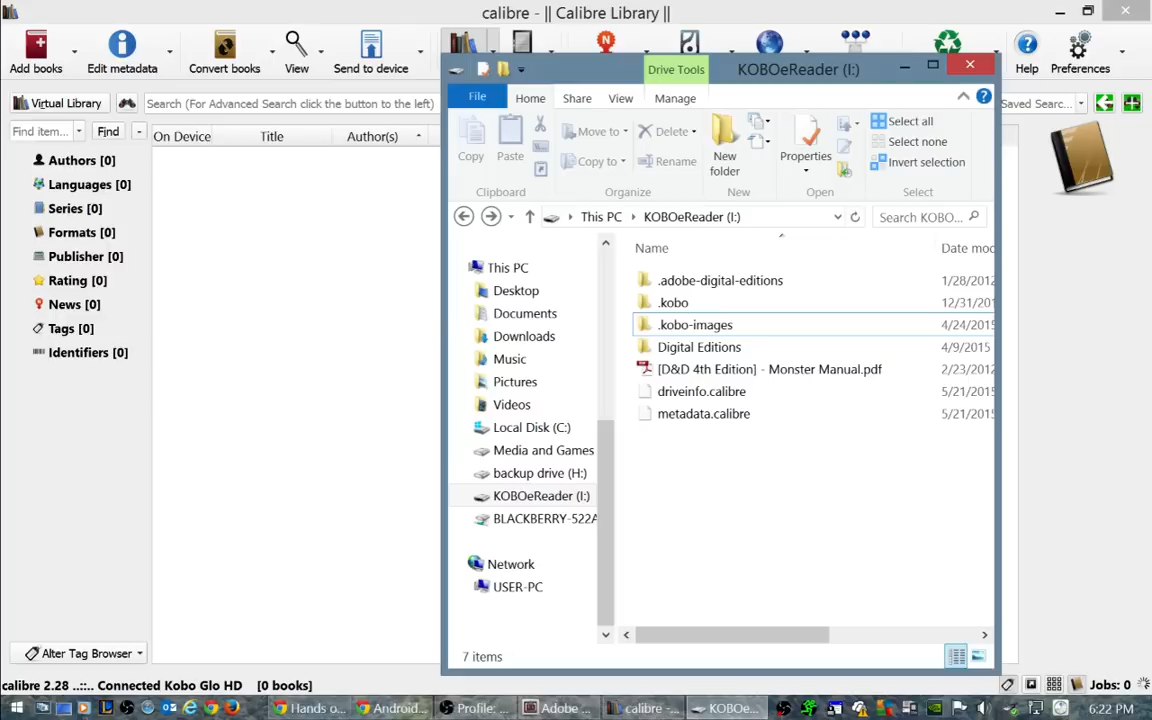 calibre - || Calibre Library ||
Add books
Edit metadata
Convert books
View
Send to device
Help
Preferences
Virtual Library
Search (For Advanced Search click the button to the left)
Saved Searc...
Find item...
Find
On Device
Title
Author(s)
Authors [0]
Languages [0]
Series [0]
Formats [0]
Publisher [0]
Rating [0]
News [0]
Tags [0]
Identifiers [0]
Alter Tag Browser
calibre 2.28 ..::.. Connected Kobo Glo HD [0 books]
Jobs: 0
Drive Tools
KOBOeReader (I:)
File
Home
Share
View
Manage
Copy
Paste
Move to
Copy to
Delete
Rename
New folder
Properties
Select all
Select none
Invert selection
Clipboard
Organize
New
Open
Select
This PC
KOBOeReader (I:)
Search KOBO...
This PC
Desktop
Documents
Downloads
Music
Pictures
Videos
Local Disk (C:)
Media and Games
backup drive (H:)
KOBOeReader (I:)
BLACKBERRY-522A
Network
USER-PC
Name
Date mod
.adobe-digital-editions 1/28/2012
.kobo 12/31/201
.kobo-images 4/24/2015
Digital Editions 4/9/2015
[D&D 4th Edition] - Monster Manual.pdf 2/23/2012
driveinfo.calibre 5/21/2015
metadata.calibre 5/21/2015
7 items
Hands o...
Android...
Profile: ...
Adobe ...
calibre -...
KOBOe...
6:22 PM